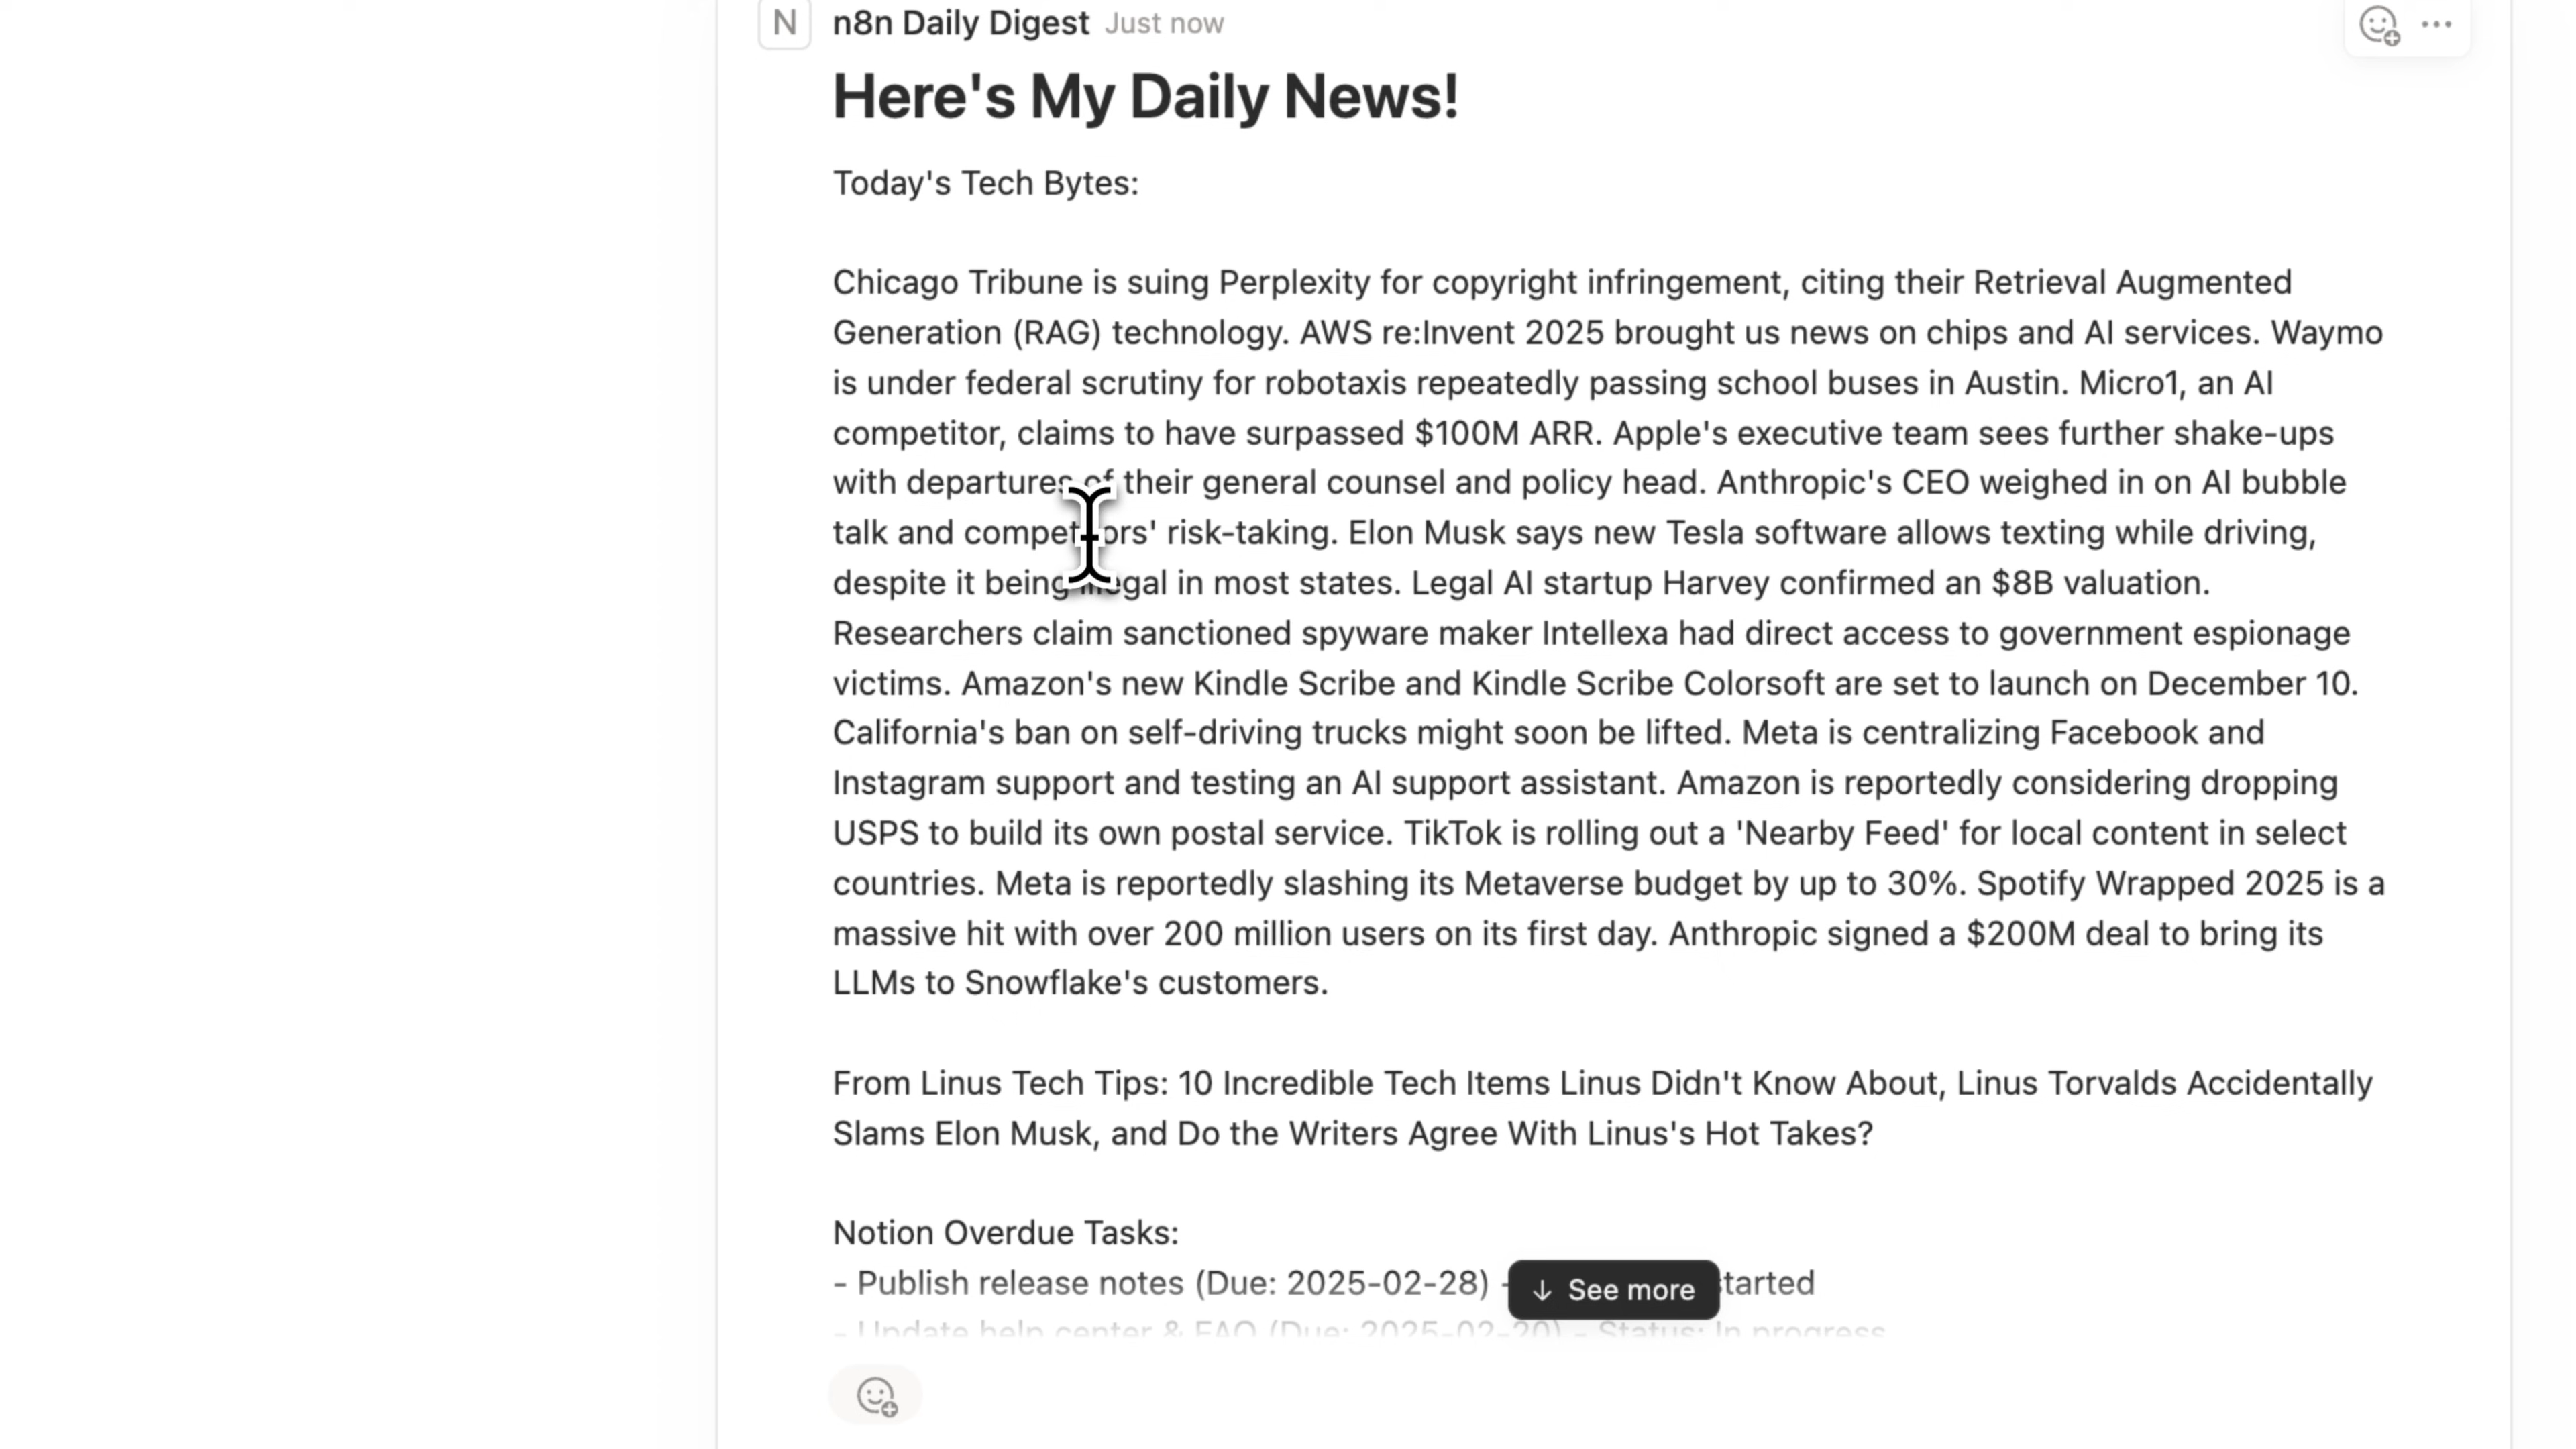 N n8n Daily Digest Just now
Here's My Daily News!
Today's Tech Bytes:
Chicago Tribune is suing Perplexity for copyright infringement, citing their Retrieval Augmented
Generation (RAG) technology. AWS re:Invent 2025 brought us news on chips and AI services. Waymo
is under federal scrutiny for robotaxis repeatedly passing school buses in Austin. Micro1, an AI
competitor, claims to have surpassed $100M ARR. Apple's executive team sees further shake-ups
with departures of their general counsel and policy head. Anthropic's CEO weighed in on AI bubble
talk and competitors' risk-taking. Elon Musk says new Tesla software allows texting while driving,
despite it being illegal in most states. Legal AI startup Harvey confirmed an $8B valuation.
Researchers claim sanctioned spyware maker Intellexa had direct access to government espionage
victims. Amazon's new Kindle Scribe and Kindle Scribe Colorsoft are set to launch on December 10.
California's ban on self-driving trucks might soon be lifted. Meta is centralizing Facebook and
Instagram support and testing an AI support assistant. Amazon is reportedly considering dropping
USPS to build its own postal service. TikTok is rolling out a 'Nearby Feed' for local content in select
countries. Meta is reportedly slashing its Metaverse budget by up to 30%. Spotify Wrapped 2025 is a
massive hit with over 200 million users on its first day. Anthropic signed a $200M deal to bring its
LLMs to Snowflake's customers.
From Linus Tech Tips: 10 Incredible Tech Items Linus Didn't Know About, Linus Torvalds Accidentally
Slams Elon Musk, and Do the Writers Agree With Linus's Hot Takes?
Notion Overdue Tasks:
- Publish release notes (Due: 2025-02-28) -
↓ See more
- Update help center & FAQ (Due: 2025-02-20) - Status: In progress